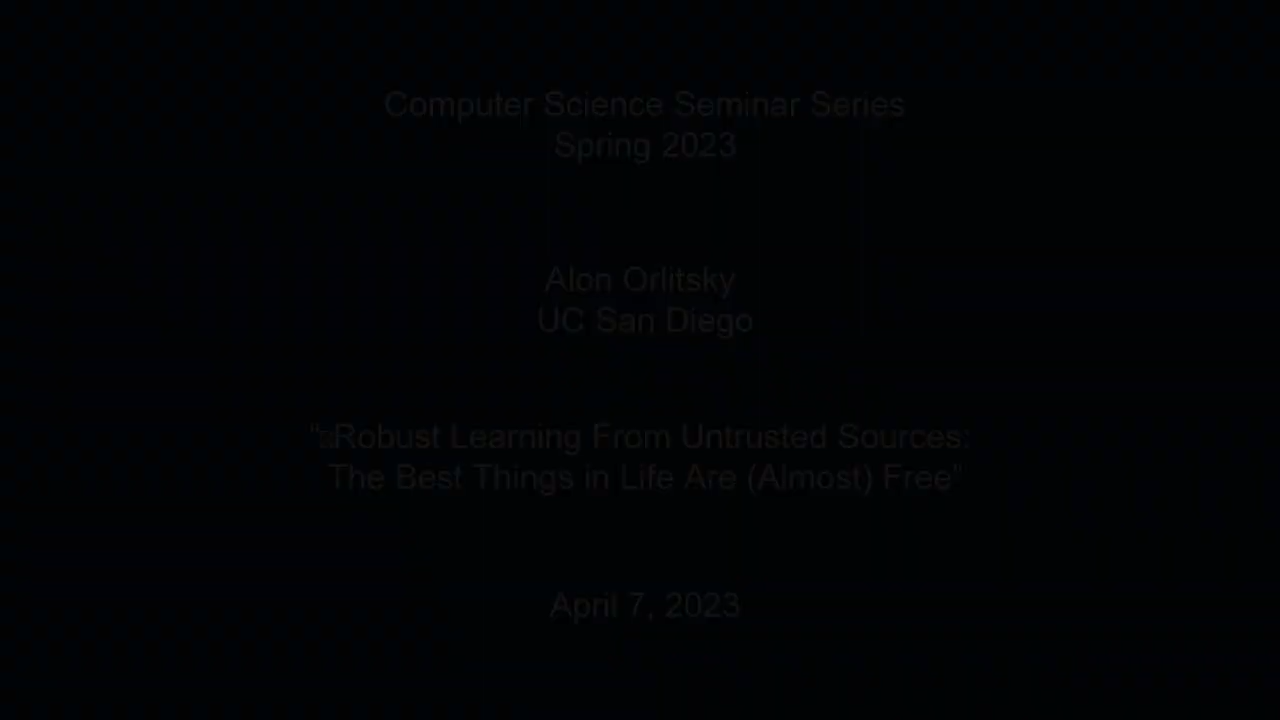 Computer Science Seminar Series
Spring 2023
Alon Orlitsky
UC San Diego
"Robust Learning From Untrusted Sources:
The Best Things in Life Are (Almost) Free"
April 7, 2023